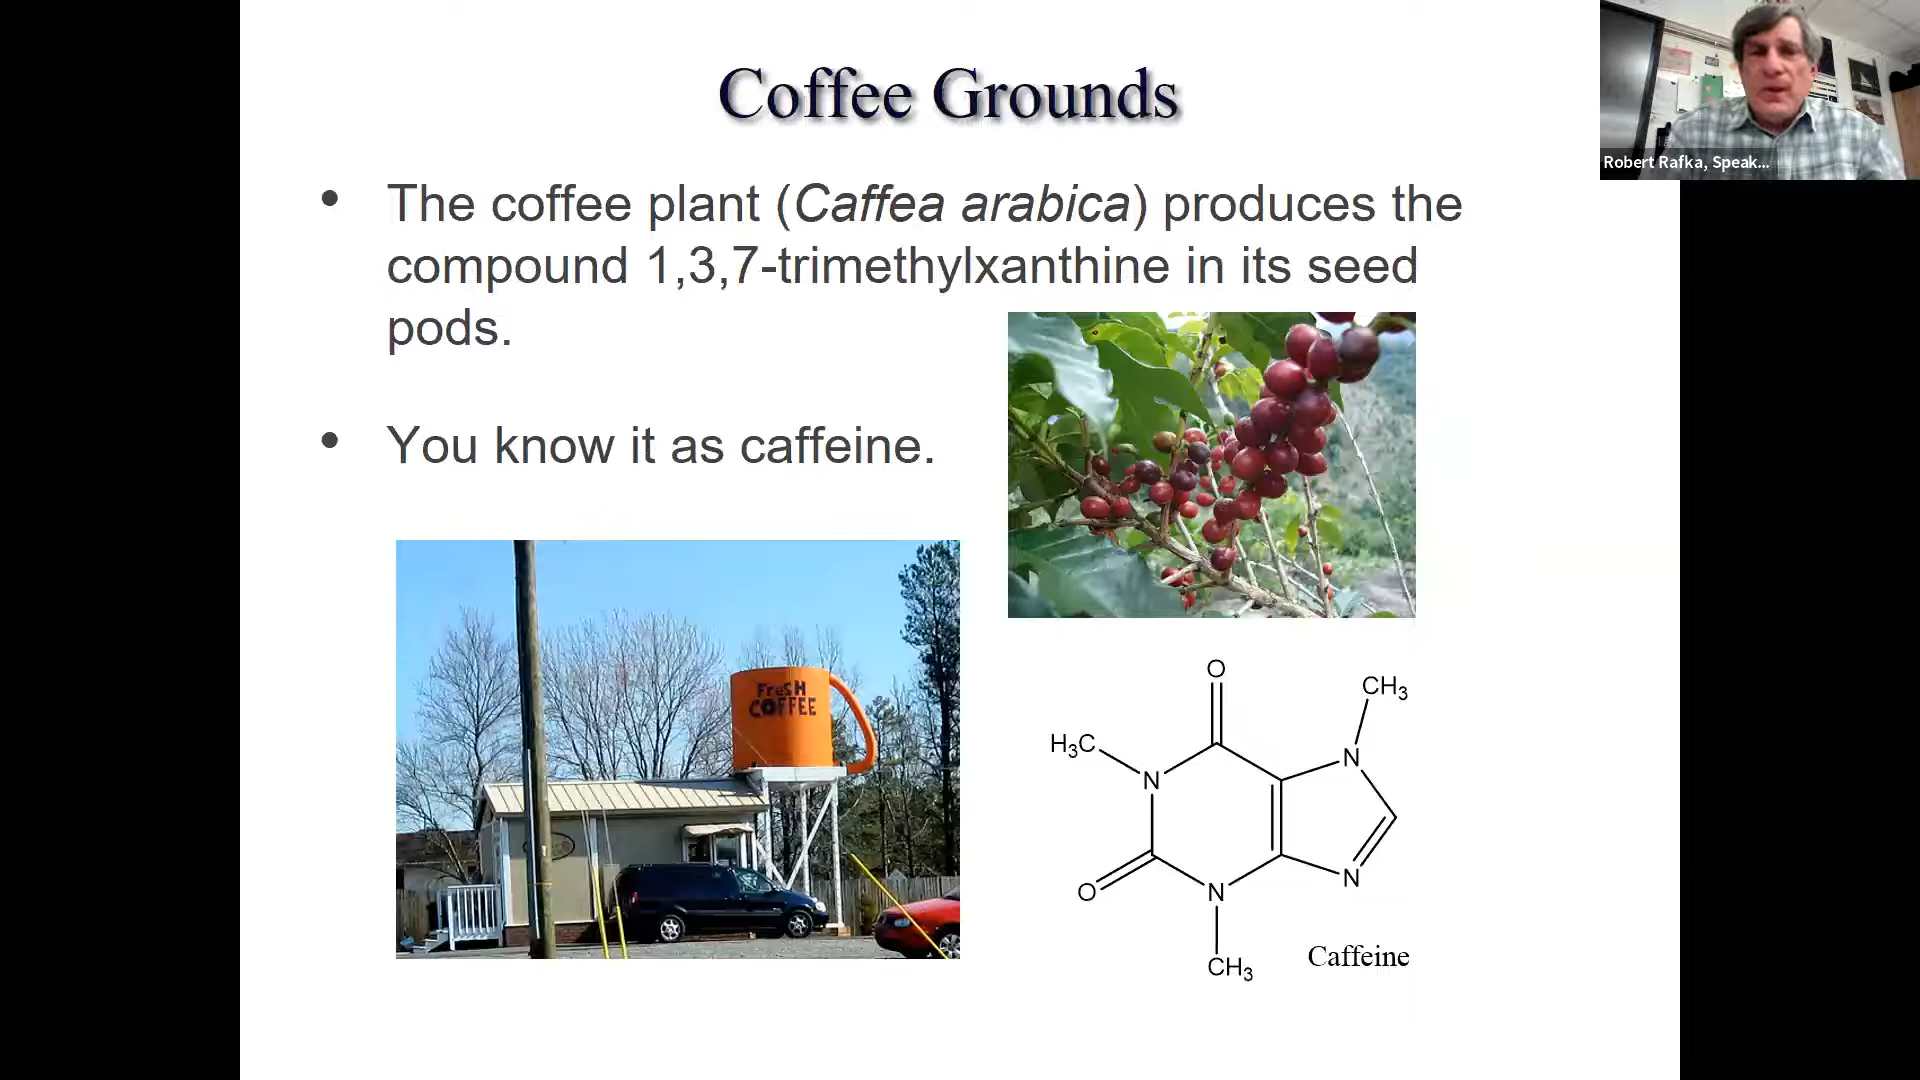 Coffee Grounds
Robert Rafka, Speak...
• The coffee plant (Caffea arabica) produces the
compound 1,3,7-trimethylxanthine in its seed
pods.
• You know it as caffeine.
FreSH
COFFEE
O
CH3
H3C
N
N
O
N
N
CH3
Caffeine